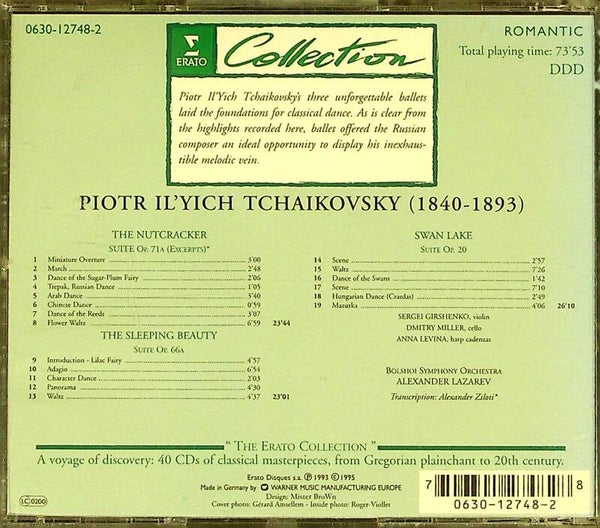 0630-12748-2
ERATO
Collection
ROMANTIC
Total playing time: 73'53
DDD
Piotr Il'Yich Tchaikovsky's three unforgettable ballets
laid the foundations for classical dance. As is clear from
the highlights recorded here, ballet offered the Russian
composer an ideal opportunity to display his inexhaus-
tible melodic vein.
PIOTR IL'YICH TCHAIKOVSKY (1840-1893)
THE NUTCRACKER
SUITE OP. 71A (EXCERPTS)*
1 Miniature Overture 3'00
2 March 2'48
3 Dance of the Sugar-Plum Fairy 2'06
4 Trepak, Russian Dance 1'05
5 Arab Dance 3'40
6 Chinese Dance 0'59
7 Dance of the Reeds 3'07
8 Flower Waltz 6'59 23'44
THE SLEEPING BEAUTY
SUITE OP. 66A
9 Introduction - Lilac Fairy 4'57
10 Adagio 6'54
11 Character Dance 2'03
12 Panorama 4'30
13 Waltz 4'37 23'01
SWAN LAKE
SUITE OP. 20
14 Scene 2'57
15 Waltz 7'26
16 Dance of the Swans 1'42
17 Scene 7'10
18 Hungarian Dance (Czardas) 2'49
19 Mazurka 4'06 26'10
SERGEI GIRSHENKO, violin
DMITRY MILLER, cello
ANNA LEVINA, harp cadenzas
BOLSHOI SYMPHONY ORCHESTRA
ALEXANDER LAZAREV
Transcription: Alexander Ziloti*
"THE ERATO COLLECTION"
A voyage of discovery: 40 CDs of classical masterpieces, from Gregorian plainchant to 20th century.
Erato Disques s.a. ℗ 1993 © 1995
Made in Germany by WARNER MUSIC MANUFACTURING EUROPE
Design: Mister BroWn
Cover photo: Gérard Amsellem - Inside photo: Roger-Viollet
LC 0200
7 8
0630-12748-2